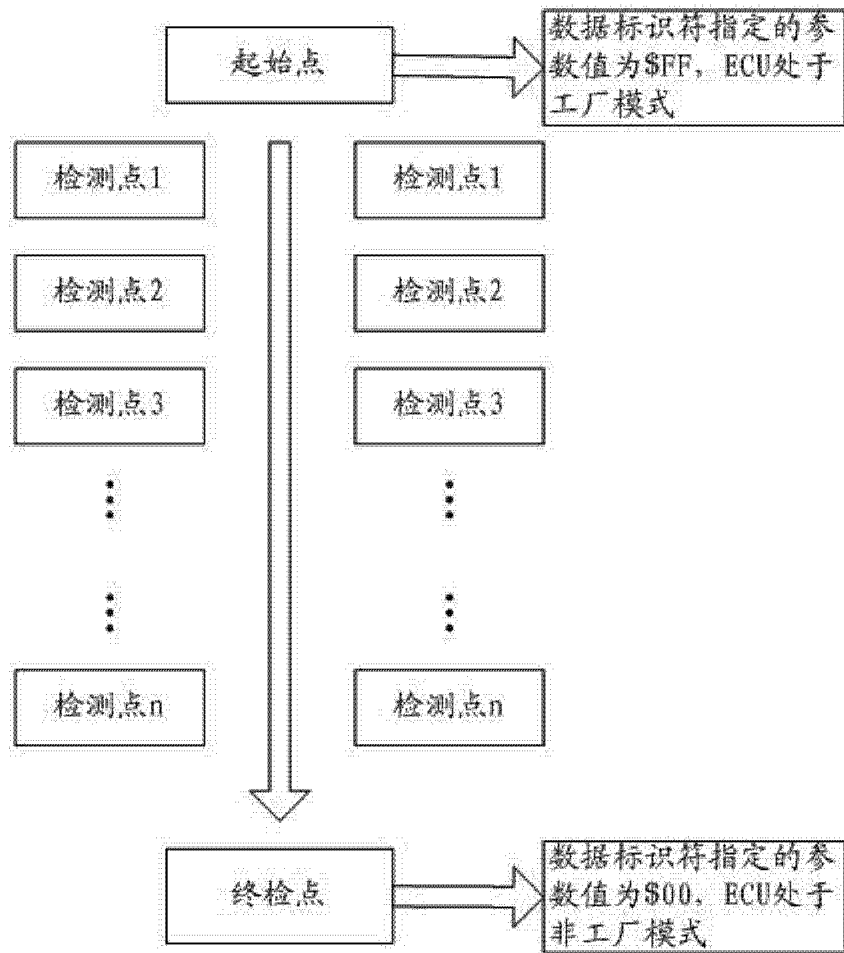 起始点
数据标识符指定的参
数值为$FF, ECU处于
工厂模式
检测点1
检测点1
检测点2
检测点2
检测点3
检测点3
检测点n
检测点n
终检点
数据标识符指定的参
数值为$00, ECU处于
非工厂模式